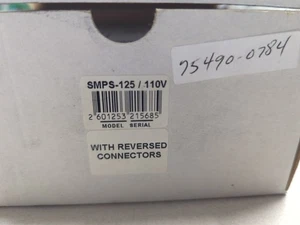 75490-0784
SMPS-125 / 110V
2 601253 215685
MODEL SERIAL
WITH REVERSED
CONNECTORS